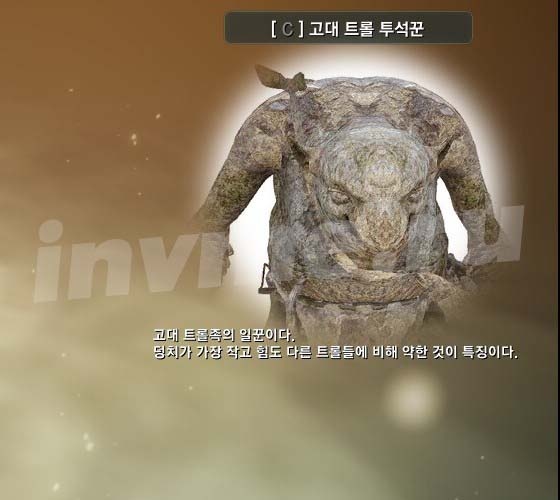 [ C ] 고대 트롤 투석꾼
고대 트롤족의 일꾼이다.
덩치가 가장 작고 힘도 다른 트롤들에 비해 약한 것이 특징이다.